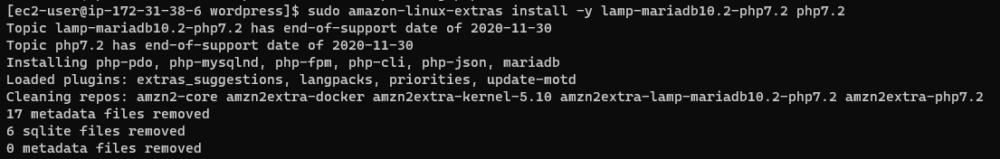 [ec2-user@ip-172-31-38-6 wordpress]$ sudo amazon-linux-extras install -y lamp-mariadb10.2-php7.2 php7.2
Topic lamp-mariadb10.2-php7.2 has end-of-support date of 2020-11-30
Topic php7.2 has end-of-support date of 2020-11-30
Installing php-pdo, php-mysqlnd, php-fpm, php-cli, php-json, mariadb
Loaded plugins: extras_suggestions, langpacks, priorities, update-motd
Cleaning repos: amzn2-core amzn2extra-docker amzn2extra-kernel-5.10 amzn2extra-lamp-mariadb10.2-php7.2 amzn2extra-php7.2
17 metadata files removed
6 sqlite files removed
0 metadata files removed